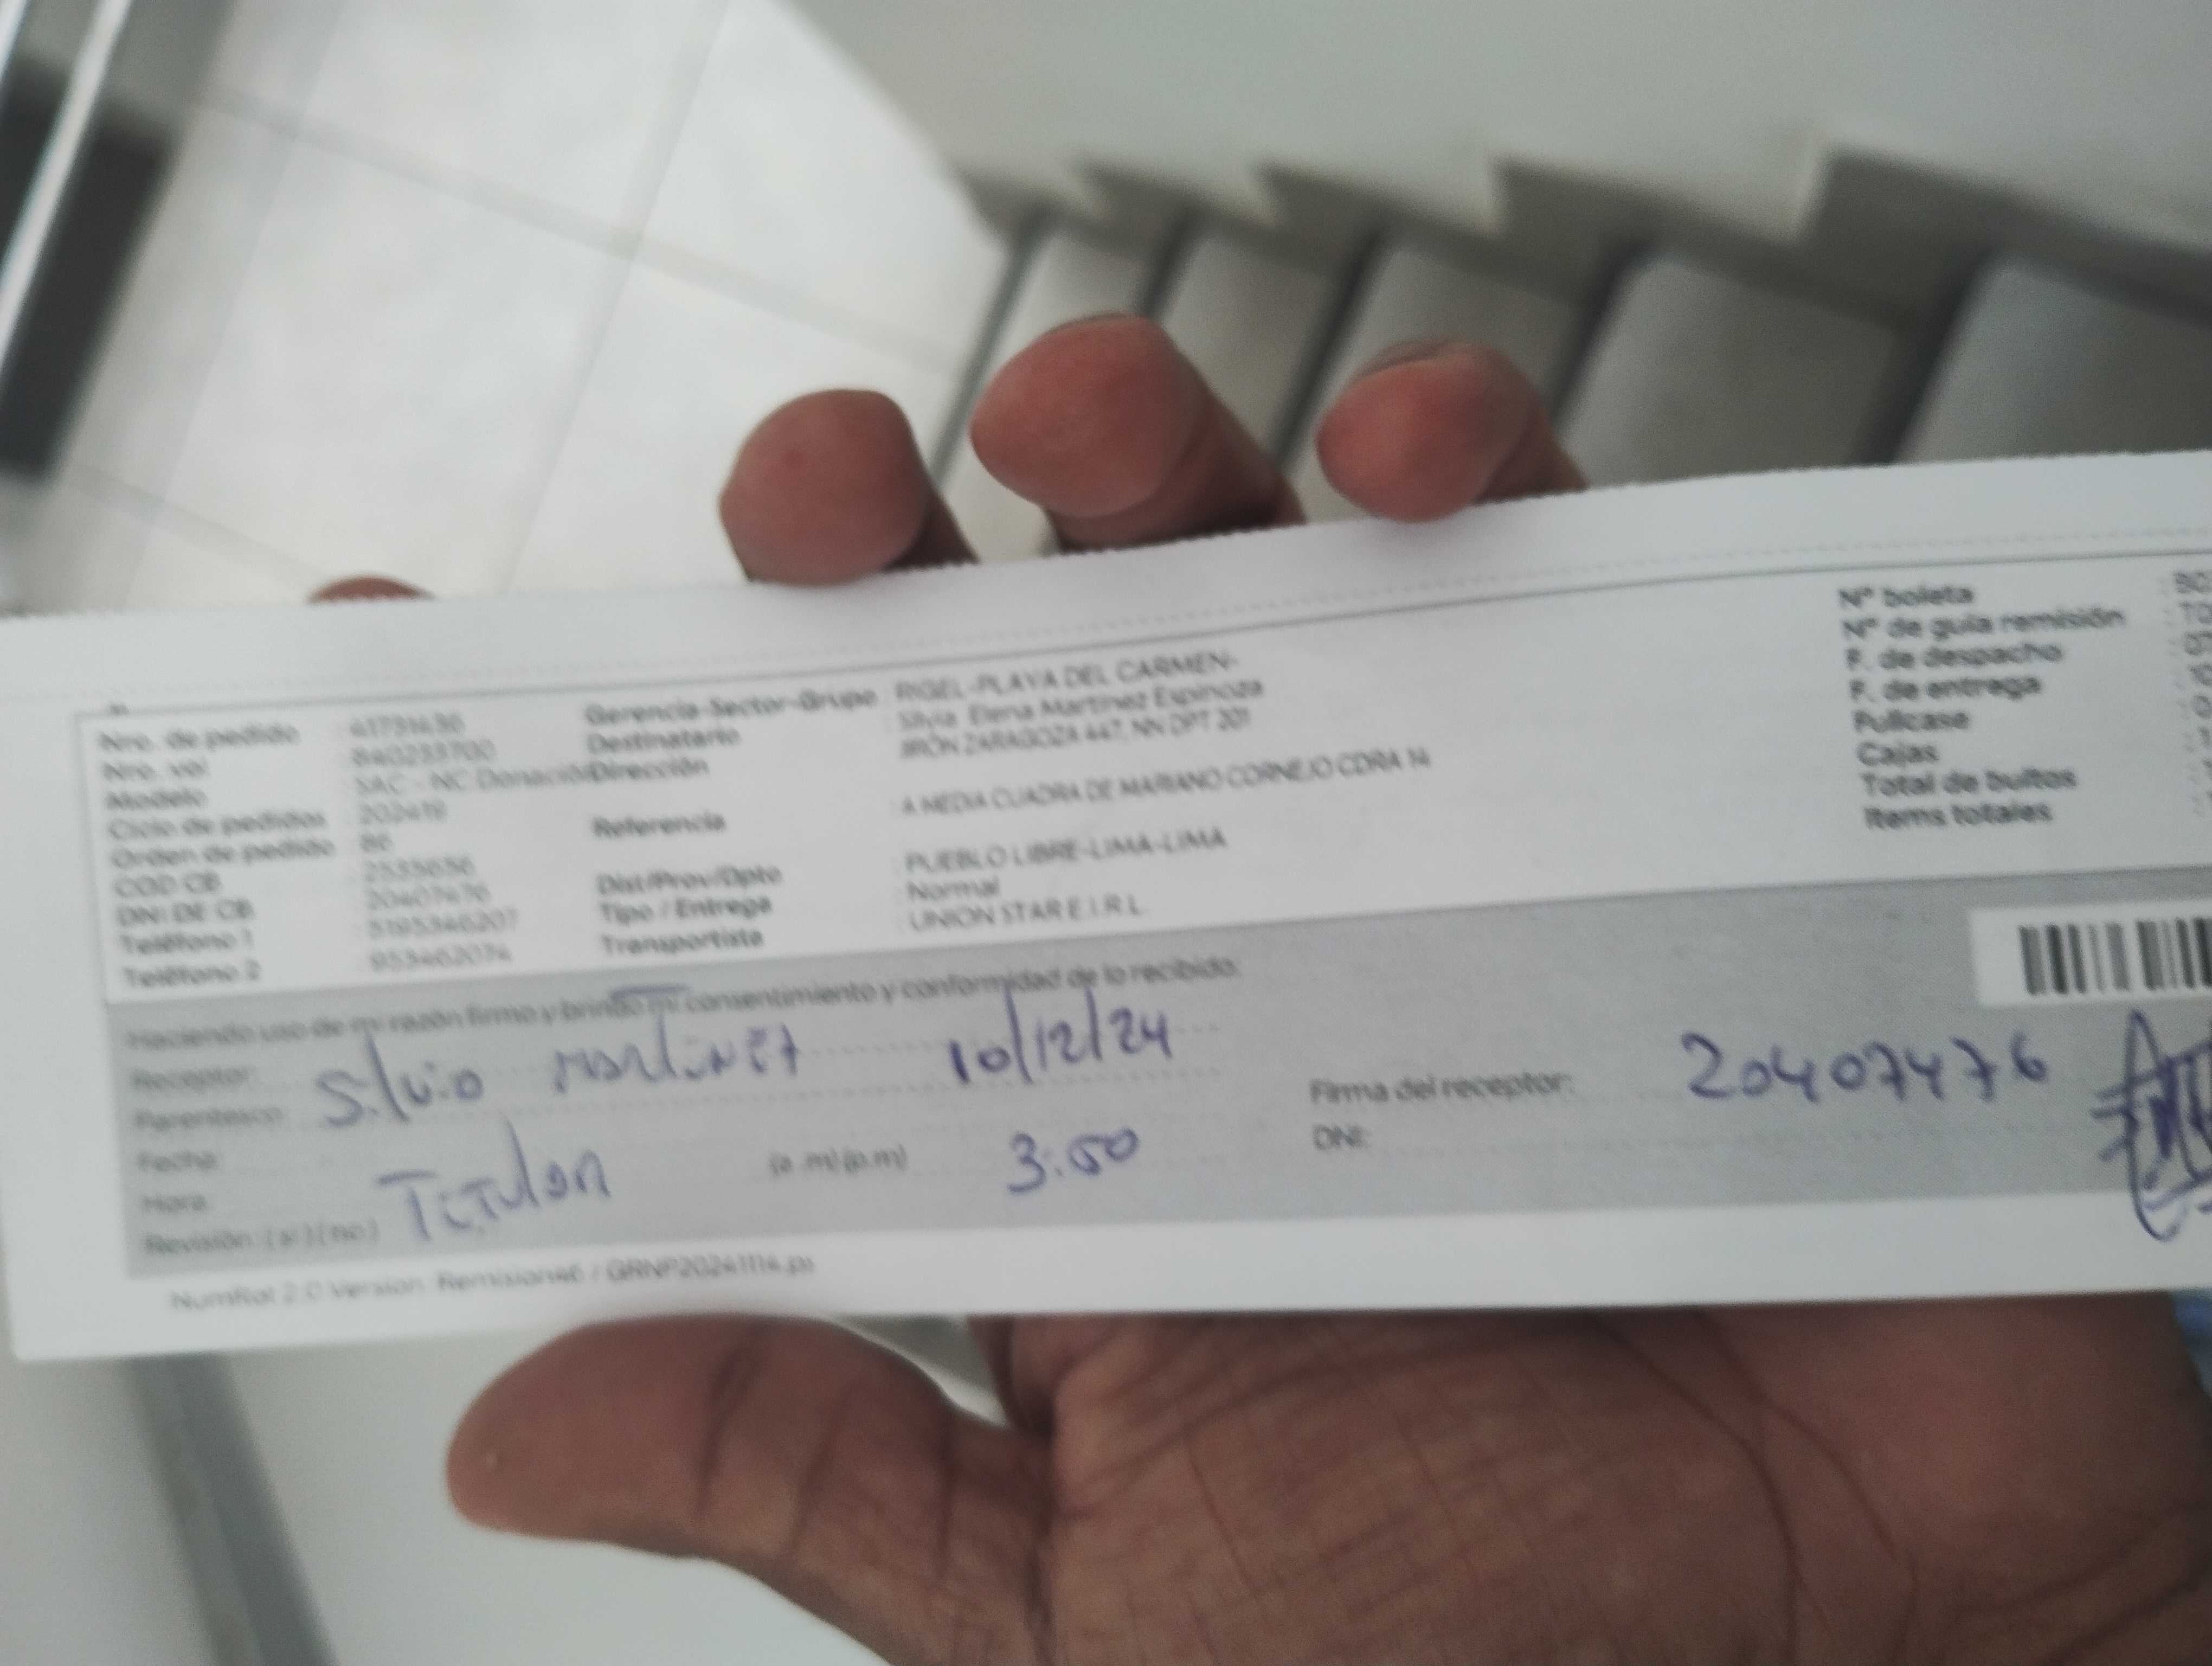 Nro. de pedido : 41731436
Nro. vol : 840233700
Modelo : SAC - NC Donación
Ciclo de pedidos : 202419
Orden de pedido : 86
COD CB : 2535656
DNI DE CB : 20407476
Teléfono 1 : 5195346207
Teléfono 2 : 953462074
Gerencia-Sector-Grupo : RIGEL-PLAYA DEL CARMEN-
Destinatario : Silvia Elena Martinez Espinoza
Dirección : JIRÓN ZARAGOZA 447, NN DPT 201
Referencia : A MEDIA CUADRA DE MARIANO CORNEJO CDRA 14
Dist/Prov/Dpto : PUEBLO LIBRE-LIMA-LIMA
Tipo / Entrega : Normal
Transportista : UNION STAR E.I.R.L.
Nº boleta
Nº de guía remisión
F. de despacho
F. de entrega
Pullcase
Cajas
Total de bultos
Items totales
Haciendo uso de mi razón firmo y brindo mi consentimiento y conformidad de lo recibido.
Receptor: Silvia Martinez 10/12/24
Parentesco:
Fecha:
Hora: (a .m) (p.m) 3:50
Revisión: (si) (no) Titular
Firma del receptor: 20407476
DNI:
NumRot 2.0 Version: Remision46 / GRNP20241114.ps